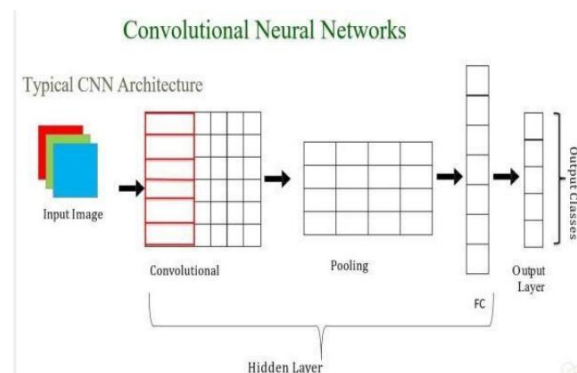 Convolutional Neural Networks
Typical CNN Architecture
Input Image
Convolutional
Pooling
FC
Output
Layer
Output Classes
Hidden Layer